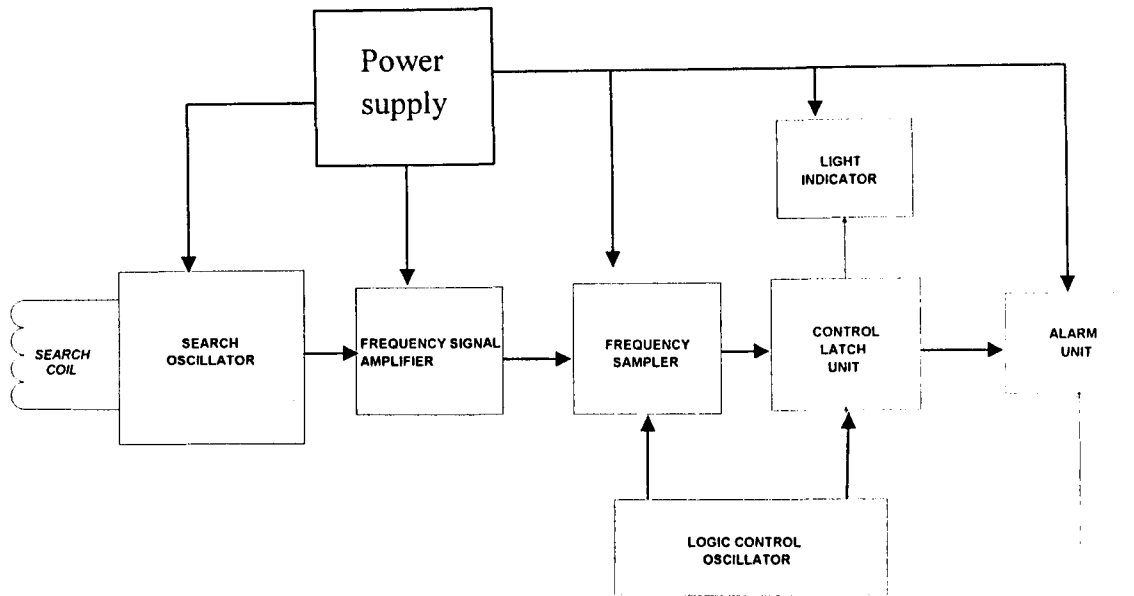 Power
supply
LIGHT
INDICATOR
SEARCH
COIL
SEARCH
OSCILLATOR
FREQUENCY SIGNAL
AMPLIFIER
FREQUENCY
SAMPLER
CONTROL
LATCH
UNIT
ALARM
UNIT
LOGIC CONTROL
OSCILLATOR